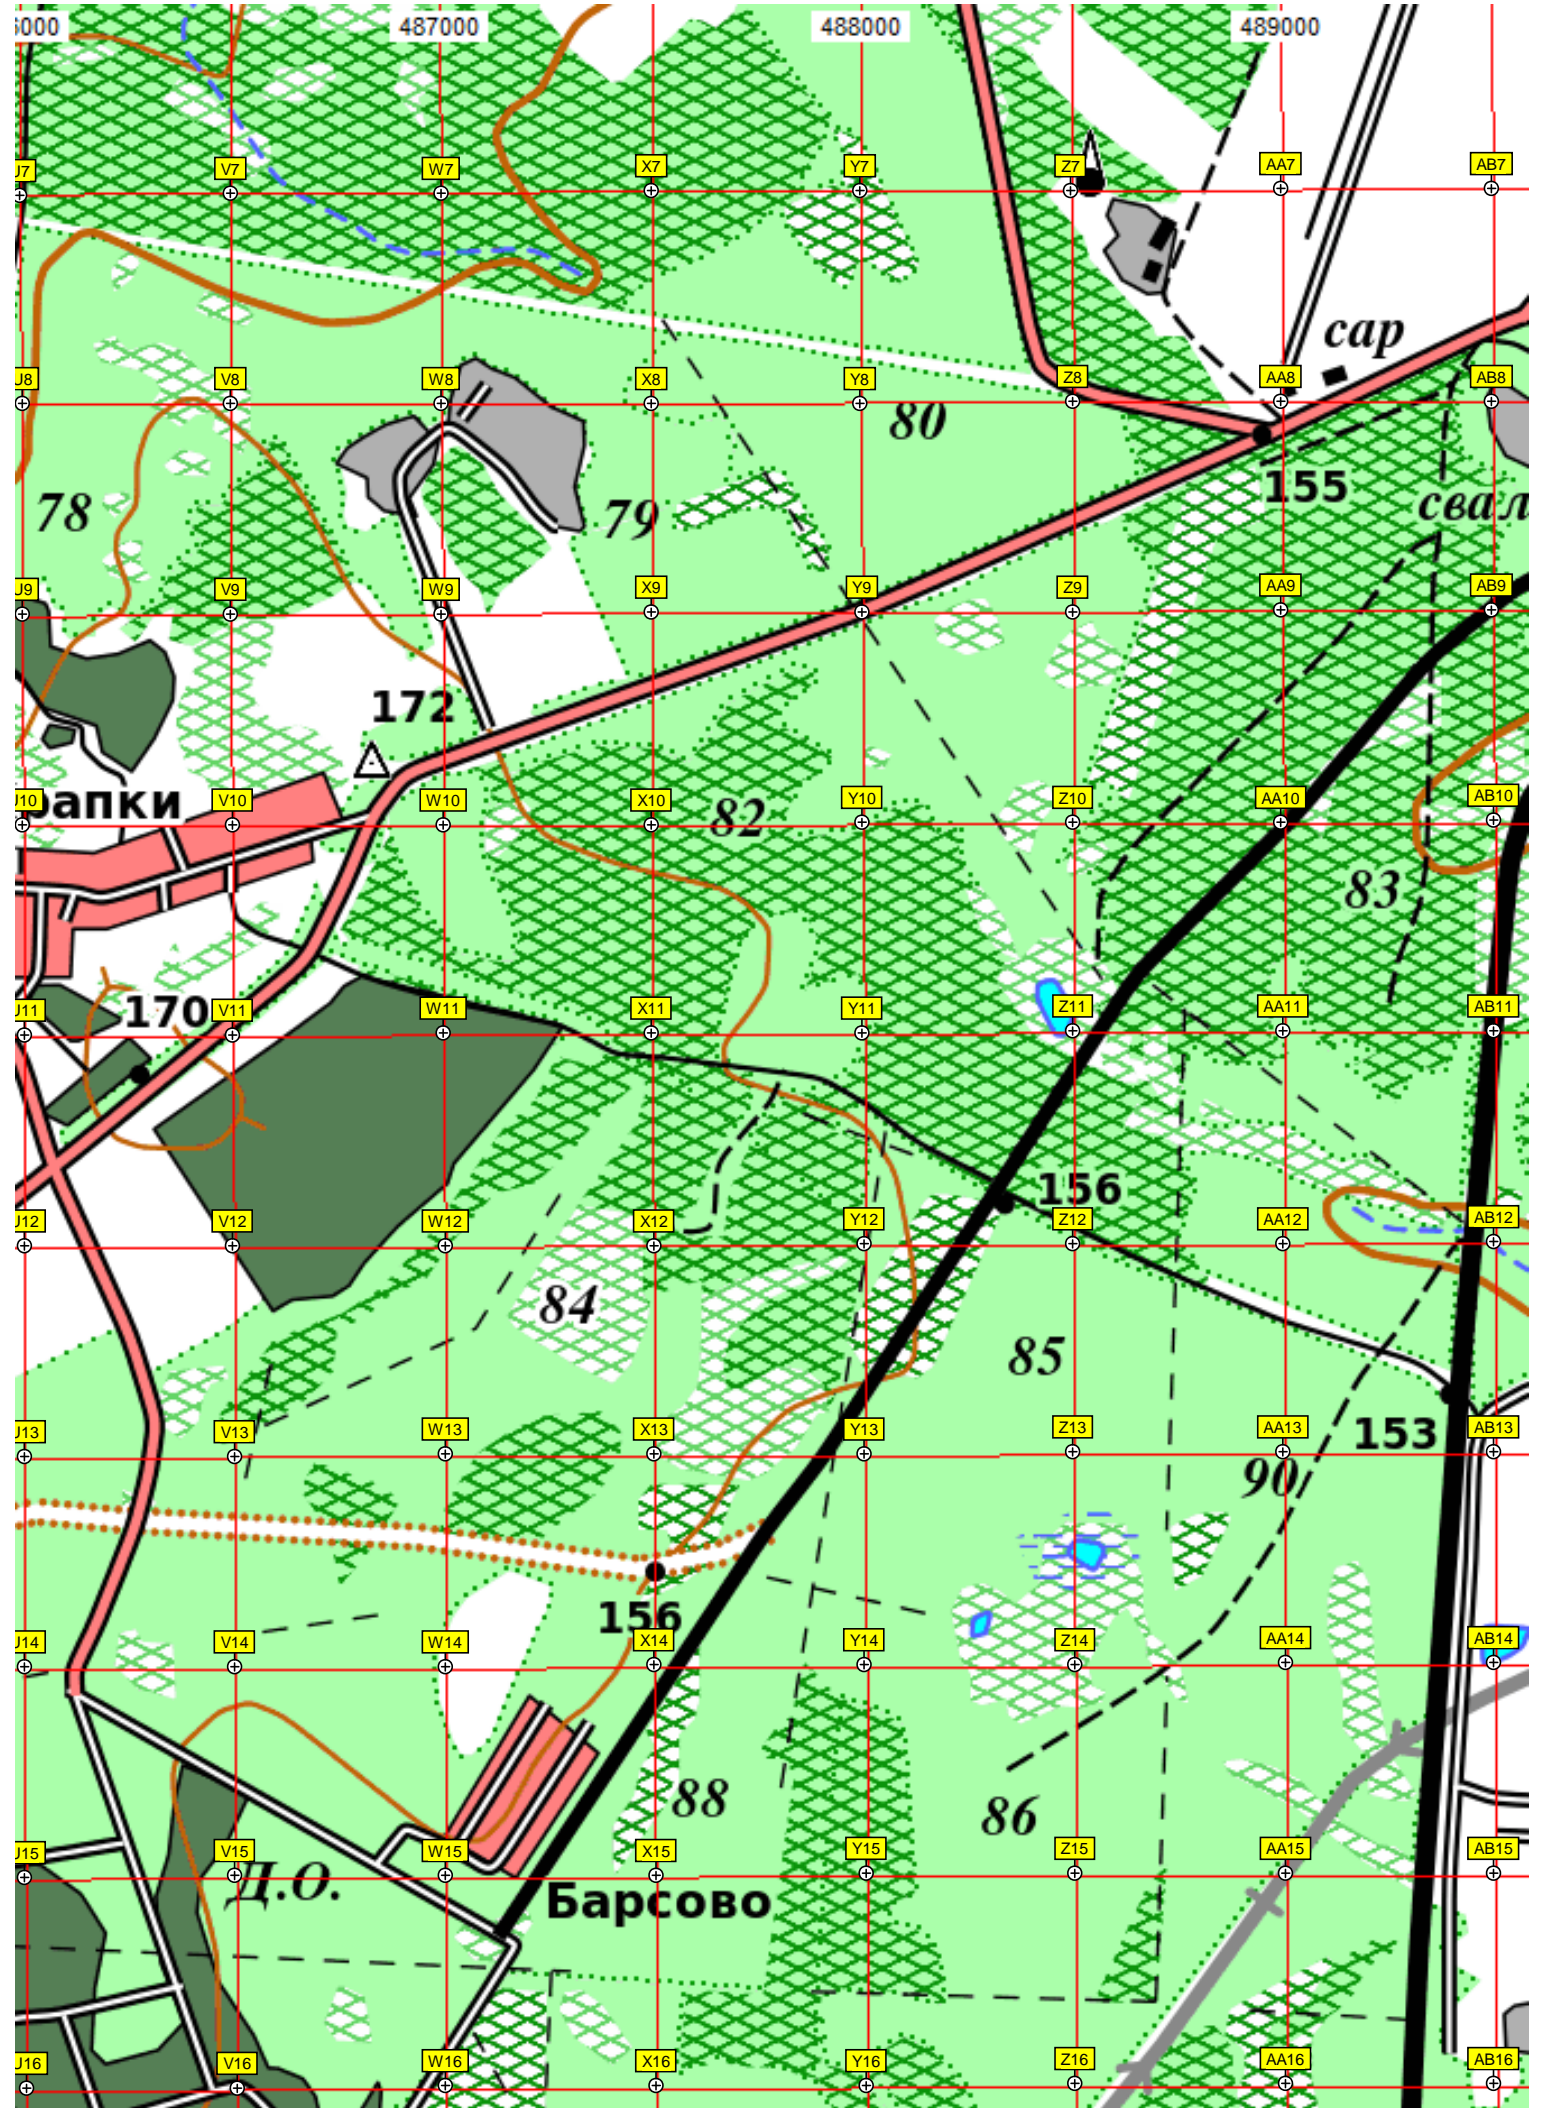 487000 488000 489000
V7 W7 X7 Y7 Z7 AA7 AB7
сар
V8 W8 X8 Y8 Z8 AA8 AB8
80
155
78 79 свал
V9 W9 X9 Y9 Z9 AA9 AB9
172
рапки
V10 W10 X10 Y10 Z10 AA10 AB10
82
83
170
V11 W11 X11 Y11 Z11 AA11 AB11
156
V12 W12 X12 Y12 Z12 AA12 AB12
84
85
V13 W13 X13 Y13 Z13 AA13 AB13
153
90
156
V14 W14 X14 Y14 Z14 AA14 AB14
88 86
V15 W15 X15 Y15 Z15 AA15 AB15
Д.О.
Барсово
V16 W16 X16 Y16 Z16 AA16 AB16